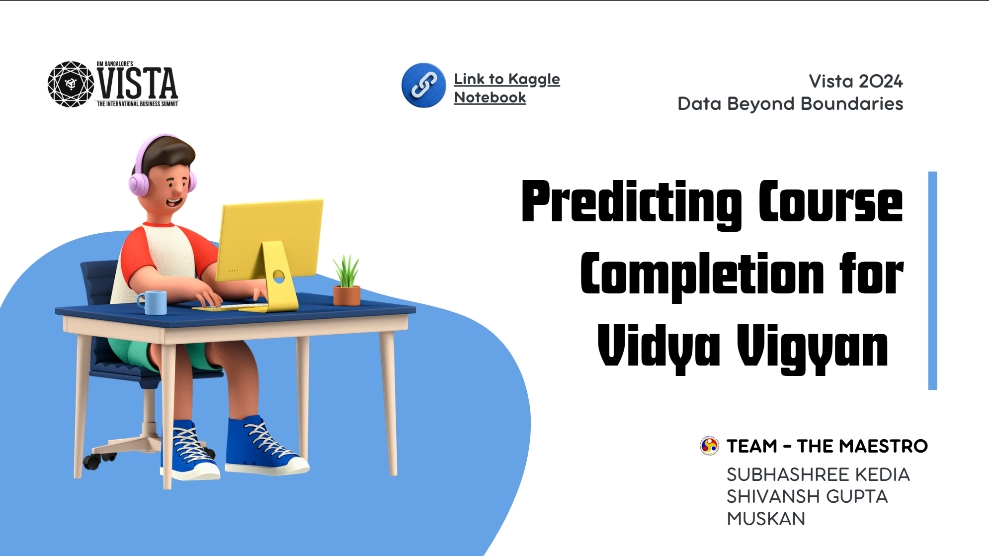 IIM BANGALORE'S
VISTA
THE INTERNATIONAL BUSINESS SUMMIT
Link to Kaggle
Notebook
Vista 2024
Data Beyond Boundaries
Predicting Course
Completion for
Vidya Vigyan
TEAM - THE MAESTRO
SUBHASHREE KEDIA
SHIVANSH GUPTA
MUSKAN